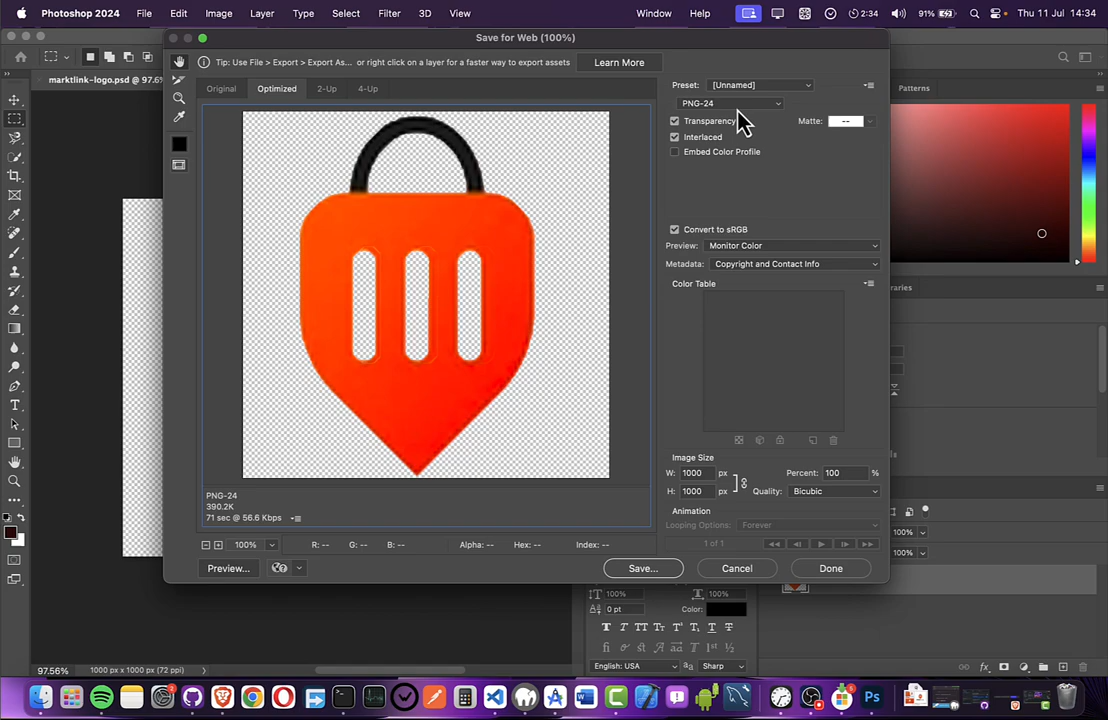 Photoshop 2024 File Edit Image Layer Type Select Filter 3D View Window Help 2:34 91% Thu 11 Jul 14:34
Save for Web (100%)
Tip: Use File > Export > Export As... or right click on a layer for a faster way to export assets Learn More
marktlink-logo.psd @ 97.6%
Original Optimized 2-Up 4-Up
Preset: [Unnamed]
Patterns
PNG-24
Transparency Matte: --
Interlaced
Embed Color Profile
Convert to sRGB
Preview: Monitor Color
Metadata: Copyright and Contact Info
Color Table
raries
Image Size
W: 1000 px Percent: 100 %
H: 1000 px Quality: Bicubic
PNG-24
390.2K
71 sec @ 56.6 Kbps
Animation
Looping Options: Forever
1 of 1
100% R: -- G: -- B: -- Alpha: -- Hex: -- Index: --
100%
100%
Preview... Save... Cancel Done
100% 100%
0 pt Color:
English: USA Sharp
97.56% 1000 px x 1000 px (72 ppi)